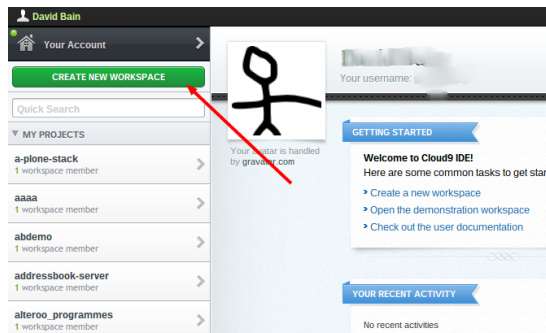 David Bain
Your Account
CREATE NEW WORKSPACE
Quick Search
MY PROJECTS
a-plone-stack
1 workspace member
aaaa
1 workspace member
abdemo
1 workspace member
addressbook-server
1 workspace member
alteroo_programmes
1 workspace member
Your avatar is handled
by gravatar.com
Your username:
GETTING STARTED
Welcome to Cloud9 IDE!
Here are some common tasks to get star
Create a new workspace
Open the demonstration workspace
Check out the user documentation
YOUR RECENT ACTIVITY
No recent activities